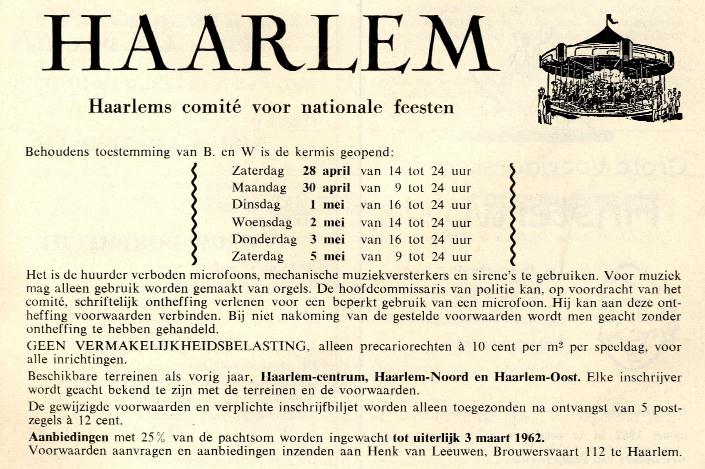 HAARLEM
Haarlems comité voor nationale feesten
Behoudens toestemming van B. en W is de kermis geopend:
Zaterdag 28 april van 14 tot 24 uur
Maandag 30 april van 9 tot 24 uur
Dinsdag 1 mei van 16 tot 24 uur
Woensdag 2 mei van 14 tot 24 uur
Donderdag 3 mei van 16 tot 24 uur
Zaterdag 5 mei van 9 tot 24 uur
Het is de huurder verboden microfoons, mechanische muziekversterkers en sirene's te gebruiken. Voor muziek
mag alleen gebruik worden gemaakt van orgels. De hoofdcommissaris van politie kan, op voordracht van het
comité, schriftelijk ontheffing verlenen voor een beperkt gebruik van een microfoon. Hij kan aan deze ont-
heffing voorwaarden verbinden. Bij niet nakoming van de gestelde voorwaarden wordt men geacht zonder
ontheffing te hebben gehandeld.
GEEN VERMAKELIJKHEIDSBELASTING, alleen precariorechten à 10 cent per m² per speeldag, voor
alle inrichtingen.
Beschikbare terreinen als vorig jaar, Haarlem-centrum, Haarlem-Noord en Haarlem-Oost. Elke inschrijver
wordt geacht bekend te zijn met de terreinen en de voorwaarden.
De gewijzigde voorwaarden en verplichte inschrijfbiljet worden alleen toegezonden na ontvangst van 5 post-
zegels à 12 cent.
Aanbiedingen met 25% van de pachtsom worden ingewacht tot uiterlijk 3 maart 1962.
Voorwaarden aanvragen en aanbiedingen inzenden aan Henk van Leeuwen, Brouwersvaart 112 te Haarlem.